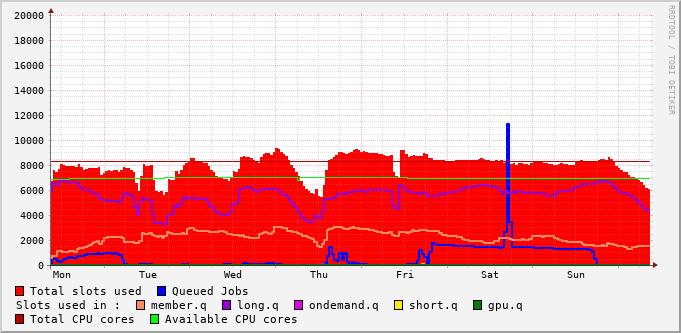 20000
18000
16000
14000
12000
10000
8000
6000
4000
2000
0
Mon Tue Wed Thu Fri Sat Sun
RRDTOOL / TOBI OETIKER
Total slots used Queued Jobs
Slots used in : member.q long.q ondemand.q short.q gpu.q
Total CPU cores Available CPU cores